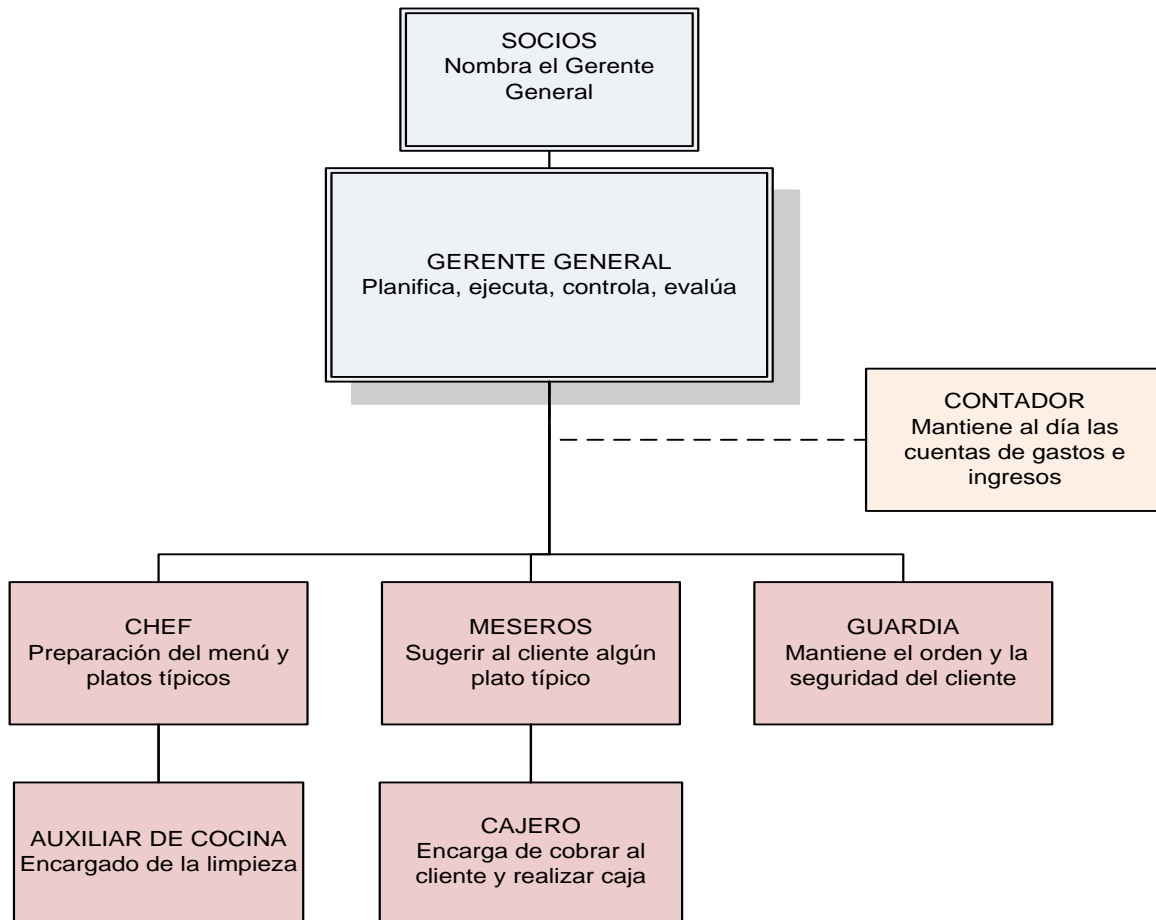 SOCIOS
Nombra el Gerente
General
GERENTE GENERAL
Planifica, ejecuta, controla, evalúa
CONTADOR
Mantiene al día las
cuentas de gastos e
ingresos
CHEF
Preparación del menú y
platos típicos
MESEROS
Sugerir al cliente algún
plato típico
GUARDIA
Mantiene el orden y la
seguridad del cliente
AUXILIAR DE COCINA
Encargado de la limpieza
CAJERO
Encarga de cobrar al
cliente y realizar caja